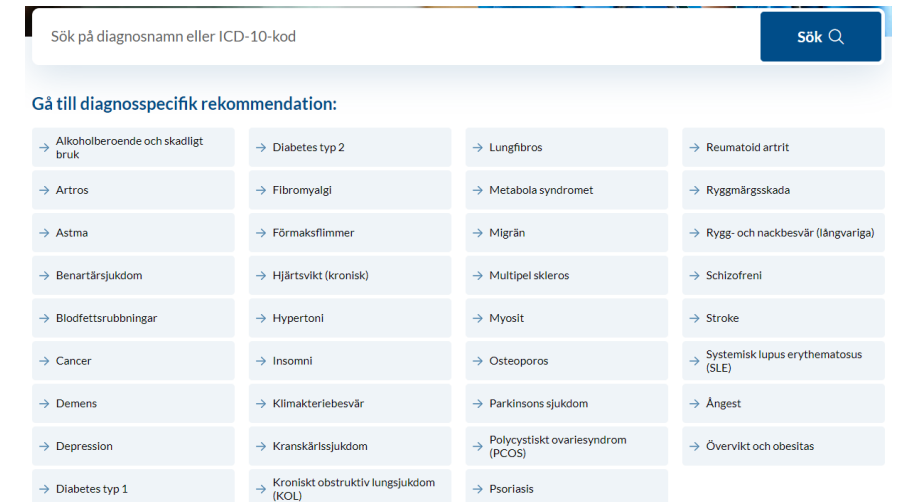 Sök på diagnosnamn eller ICD-10-kod
Sök
Gå till diagnosspecifik rekommendation:
Alkoholberoende och skadligt
bruk
Artros
Astma
Benartärsjukdom
Blodfettsrubbningar
Cancer
Demens
Depression
Diabetes typ 1
Diabetes typ 2
Fibromyalgi
Förmaksflimmer
Hjärtsvikt (kronisk)
Hypertoni
Insomni
Klimakteriebesvär
Kranskärlssjukdom
Kroniskt obstruktiv lungsjukdom
(KOL)
Lungfibros
Metabola syndromet
Migrän
Multipel skleros
Myosit
Osteoporos
Parkinsons sjukdom
Polycystiskt ovariesyndrom
(PCOS)
Psoriasis
Reumatoid artrit
Ryggmärgsskada
Rygg- och nackbesvär (långvariga)
Schizofreni
Stroke
Systemisk lupus erythematosus
(SLE)
Ångest
Övervikt och obesitas